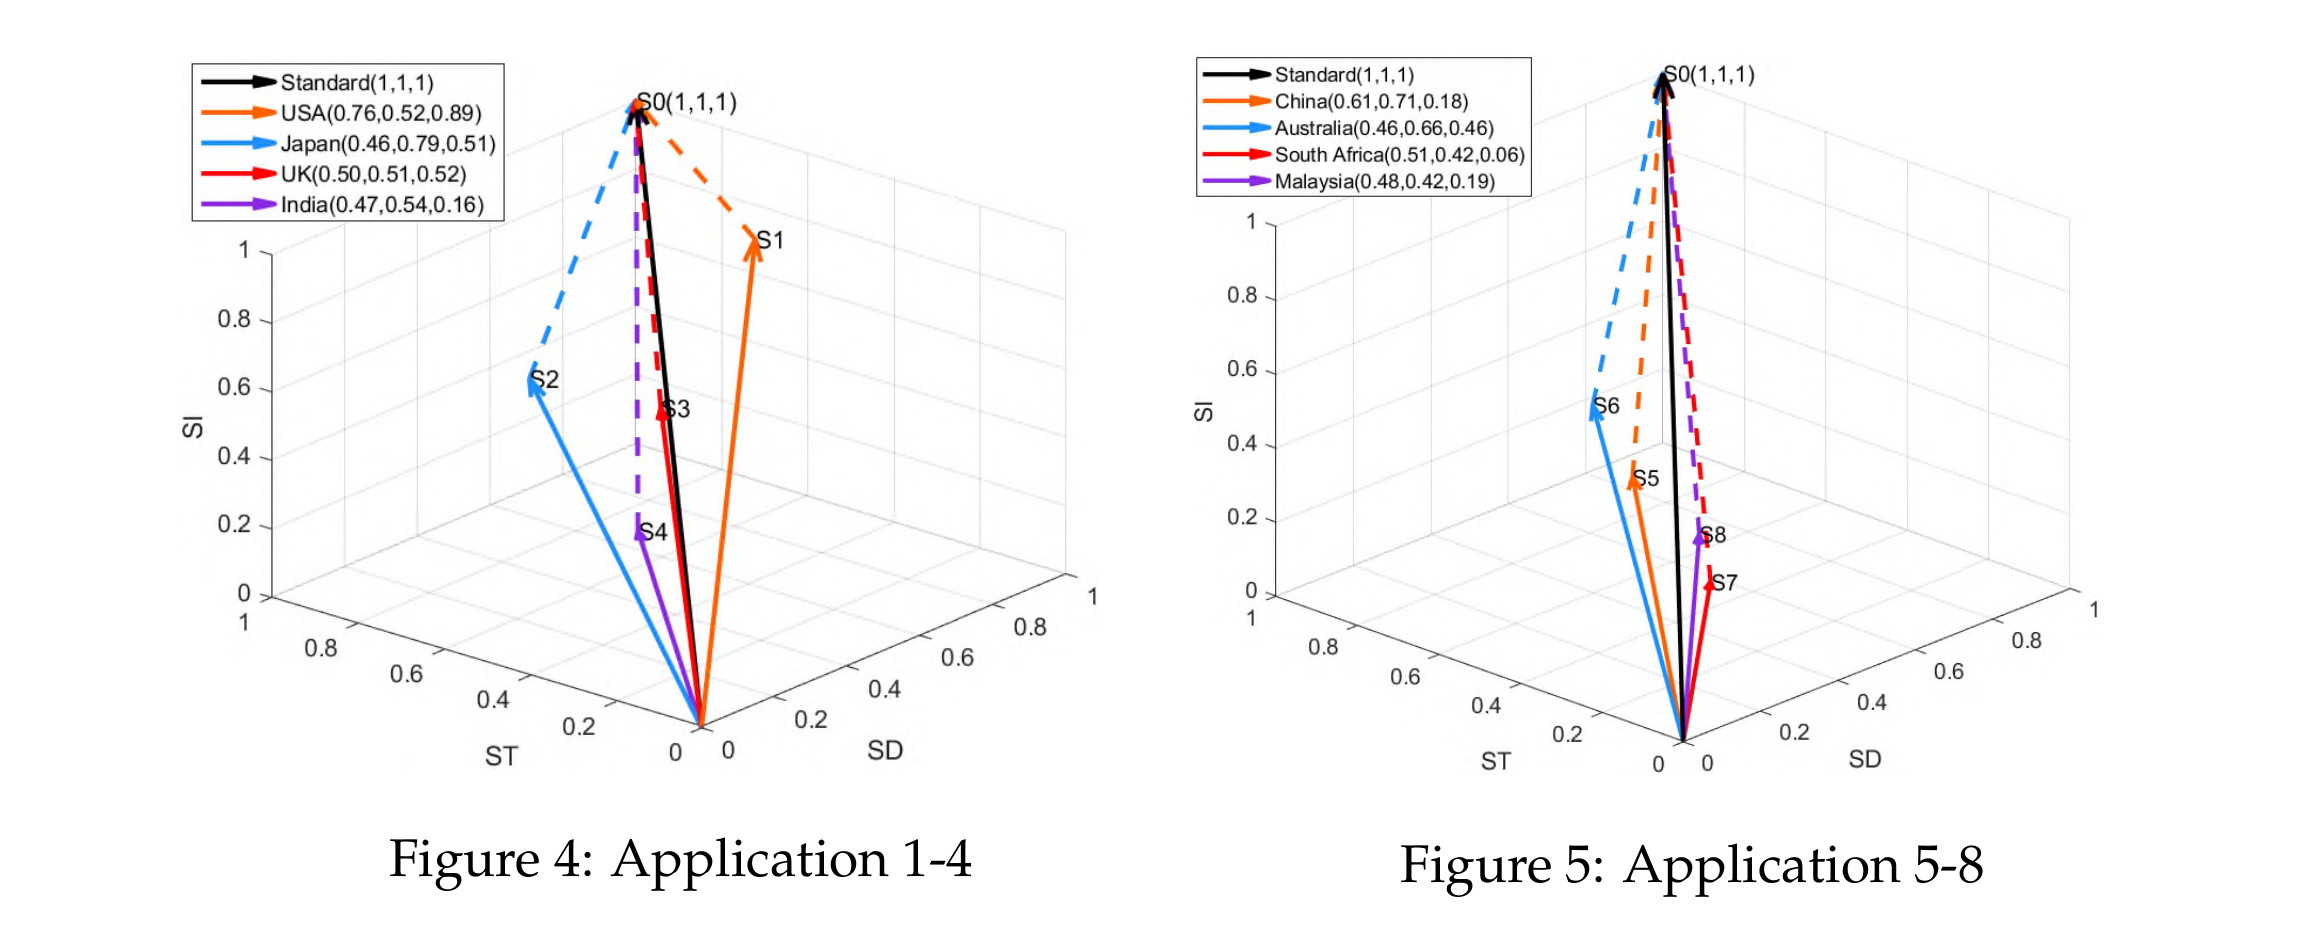 Standard(1,1,1)
USA(0.76,0.52,0.89)
Japan(0.46,0.79,0.51)
UK(0.50,0.51,0.52)
India(0.47,0.54,0.16)
S0(1,1,1)
S1
S2
S3
S4
1
0.8
0.6
0.4
0.2
0
SI
1
0.8
0.6
0.4
0.2
0
ST
0
0.2
0.4
0.6
0.8
1
SD
Figure 4: Application 1-4
Standard(1,1,1)
China(0.61,0.71,0.18)
Australia(0.46,0.66,0.46)
South Africa(0.51,0.42,0.06)
Malaysia(0.48,0.42,0.19)
S0(1,1,1)
S6
S5
S8
S7
1
0.8
0.6
0.4
0.2
0
SI
1
0.8
0.6
0.4
0.2
0
ST
0
0.2
0.4
0.6
0.8
1
SD
Figure 5: Application 5-8